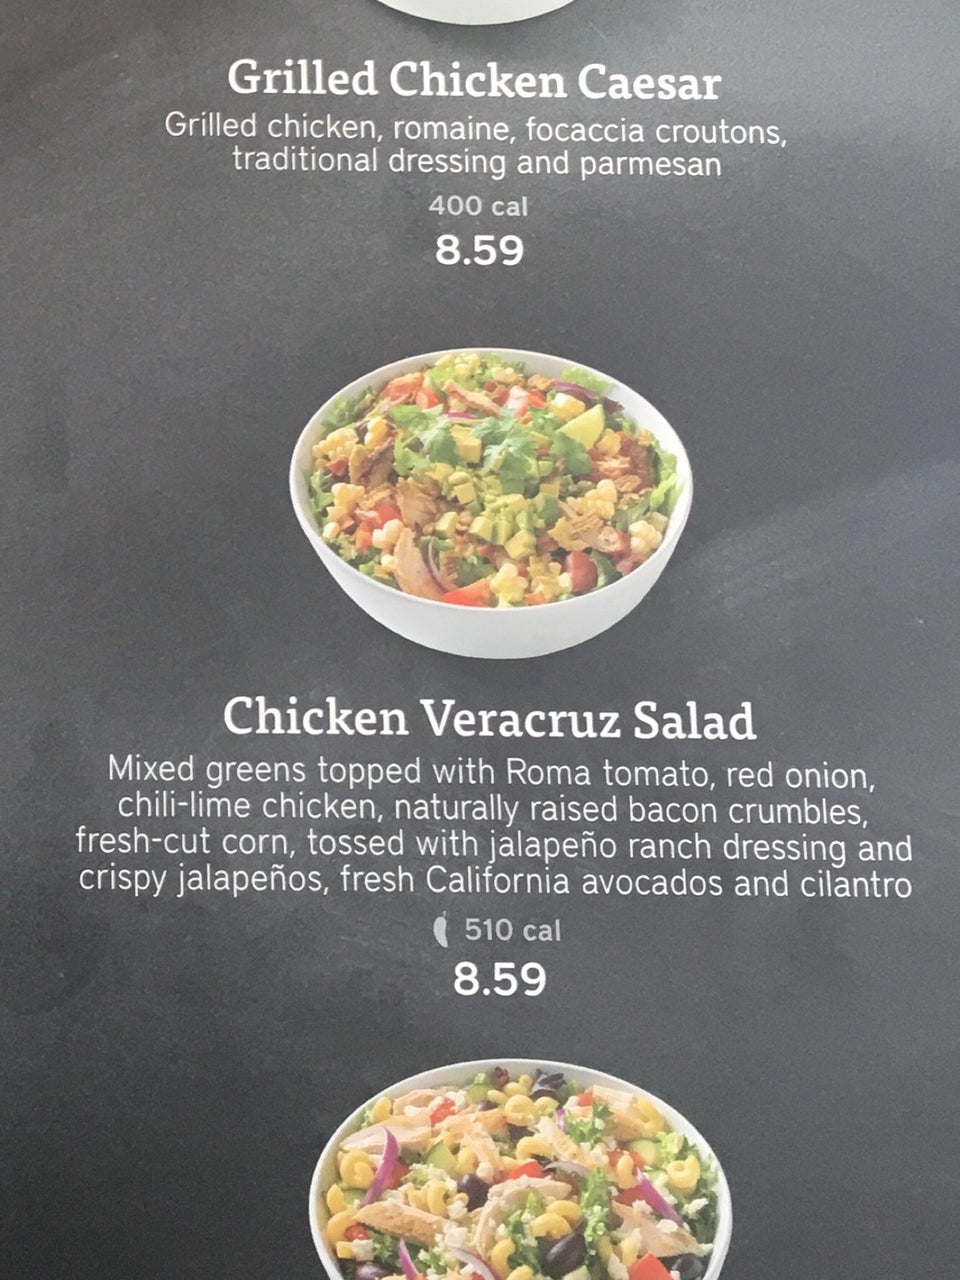 Grilled Chicken Caesar
Grilled chicken, romaine, focaccia croutons,
traditional dressing and parmesan
400 cal
8.59
Chicken Veracruz Salad
Mixed greens topped with Roma tomato, red onion,
chili-lime chicken, naturally raised bacon crumbles,
fresh-cut corn, tossed with jalapeño ranch dressing and
crispy jalapeños, fresh California avocados and cilantro
510 cal
8.59